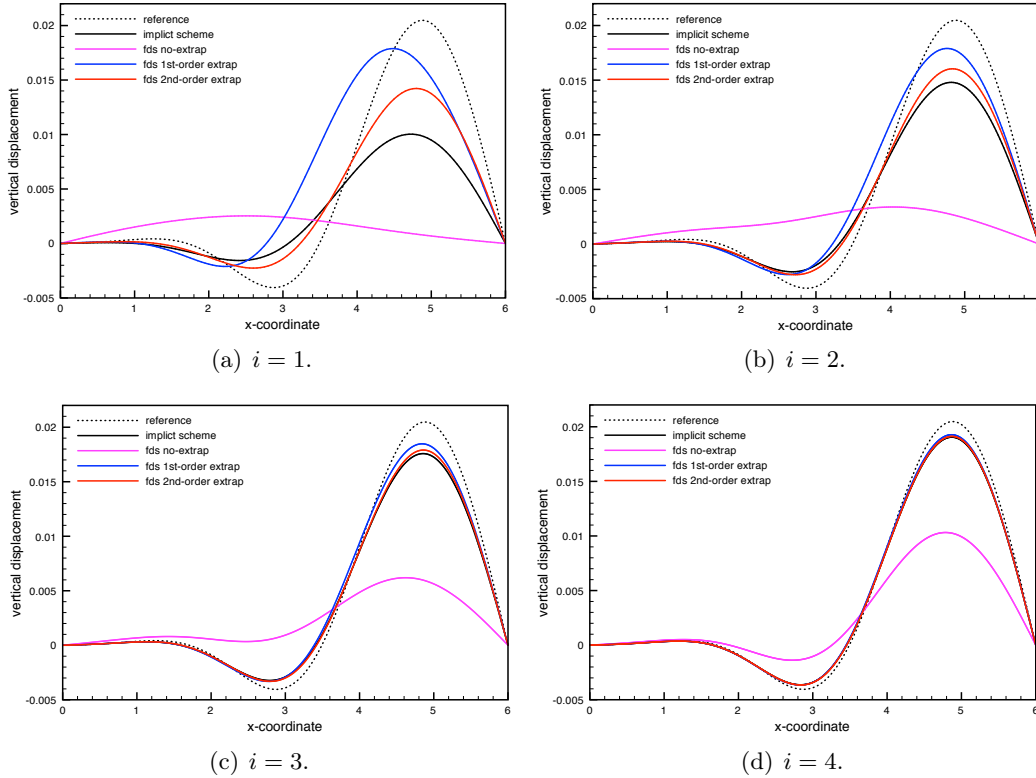 reference
implict scheme
fds no-extrap
fds 1st-order extrap
fds 2nd-order extrap
0.02
0.015
0.01
0.005
0
-0.005
vertical displacement
0 1 2 3 4 5 6
x-coordinate
(a) i = 1.
reference
implicit scheme
fds no-extrap
fds 1st-order extrap
fds 2nd-order extrap
0.02
0.015
0.01
0.005
0
-0.005
vertical displacement
0 1 2 3 4 5 6
x-coordinate
(b) i = 2.
reference
implict scheme
fds no-extrap
fds 1st-order extrap
fds 2nd-order extrap
0.02
0.015
0.01
0.005
0
-0.005
vertical displacement
0 1 2 3 4 5 6
x-coordinate
(c) i = 3.
reference
implicit scheme
fds no-extrap
fds 1st-order extrap
fds 2nd-order extrap
0.02
0.015
0.01
0.005
0
-0.005
vertical displacement
0 1 2 3 4 5 6
x-coordinate
(d) i = 4.